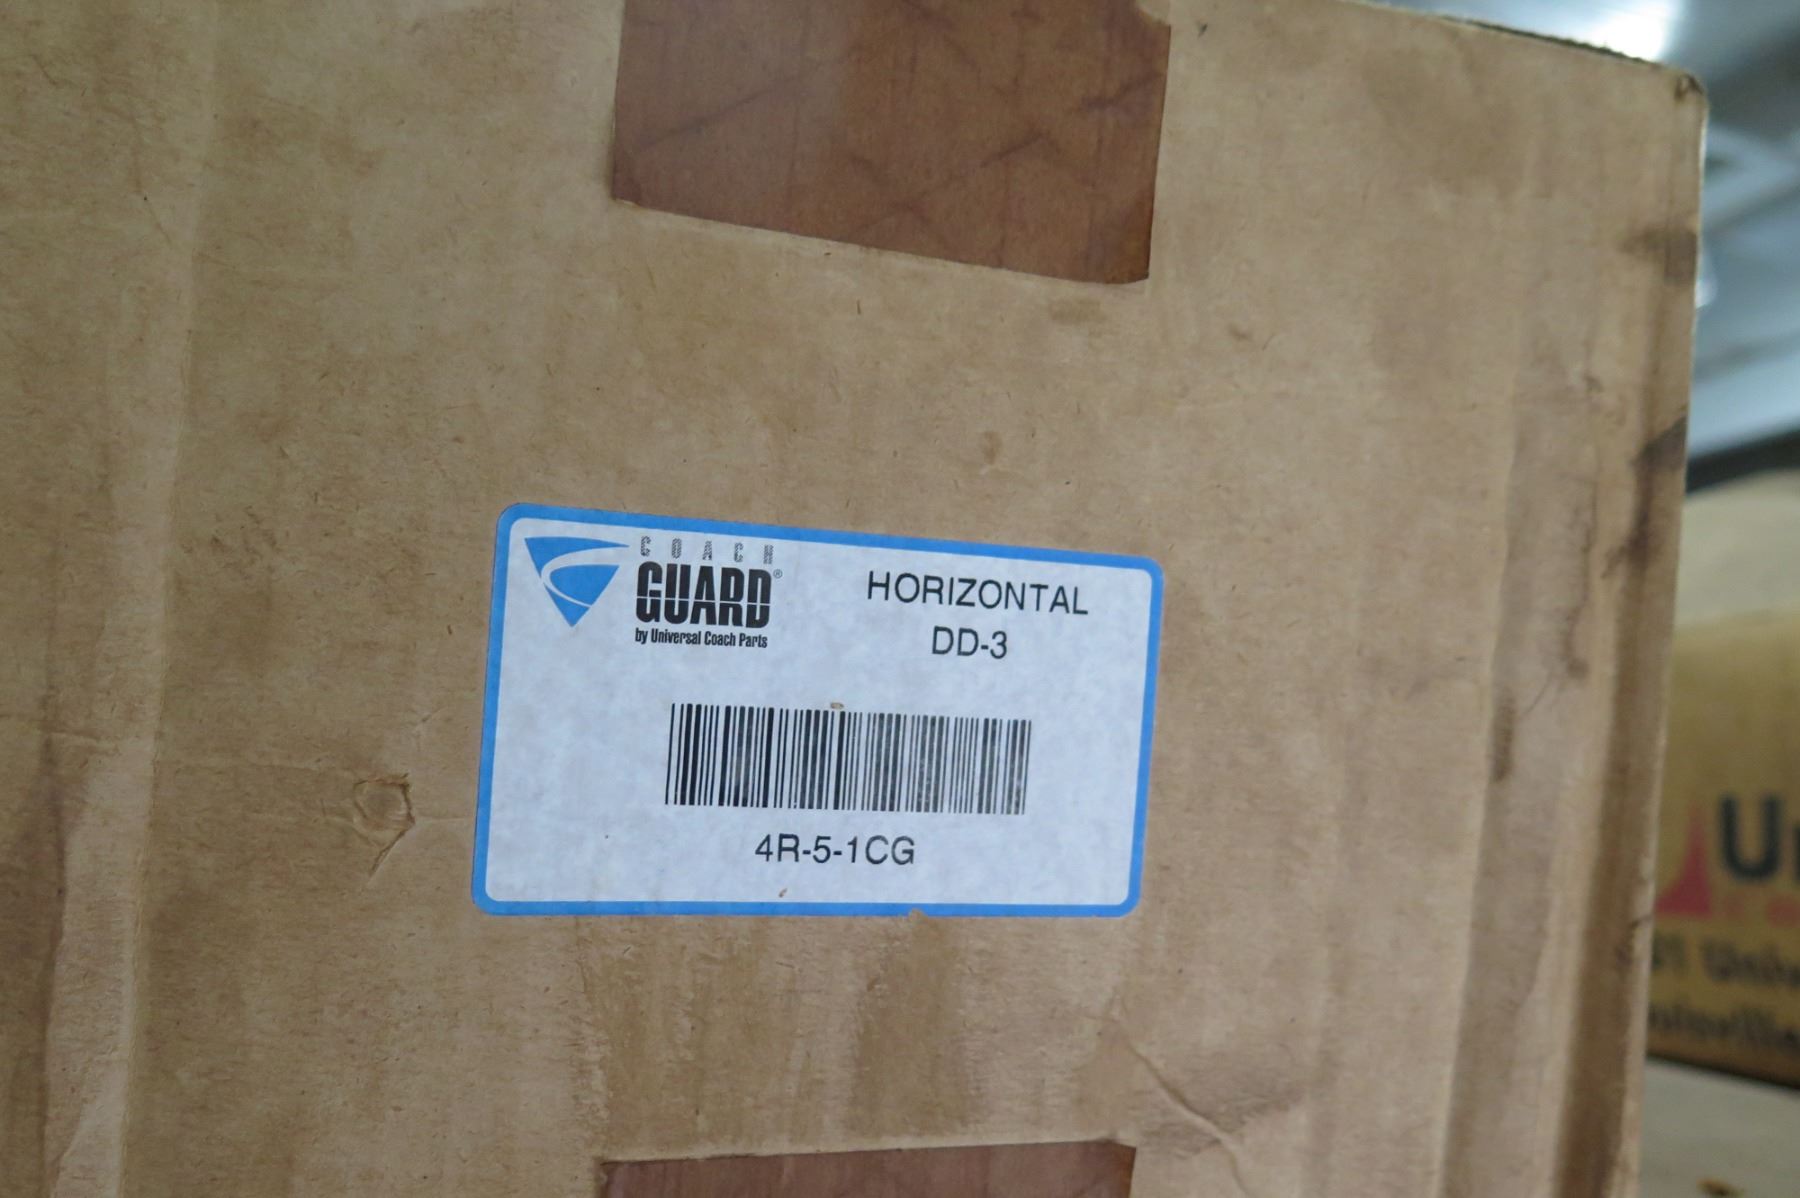 COACH
GUARD®
by Universal Coach Parts
HORIZONTAL
DD-3
4R-5-1CG